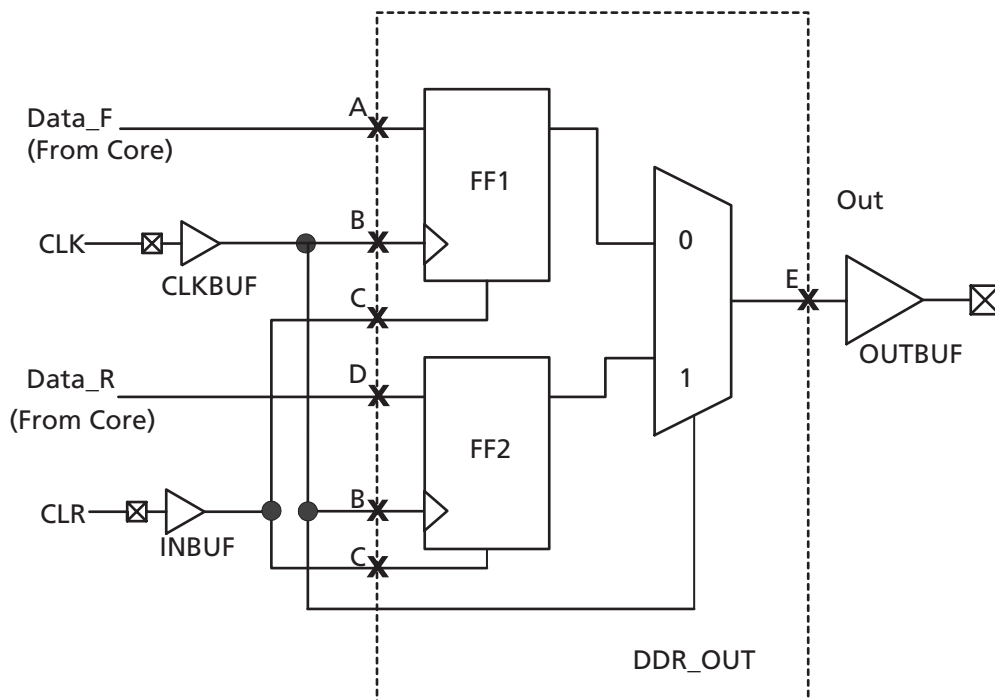 Data_F
(From Core)
A
FF1
0
Out
CLK
CLKBUF
B
C
E
OUTBUF
Data_R
(From Core)
D
1
FF2
CLR
INBUF
B
C
DDR_OUT